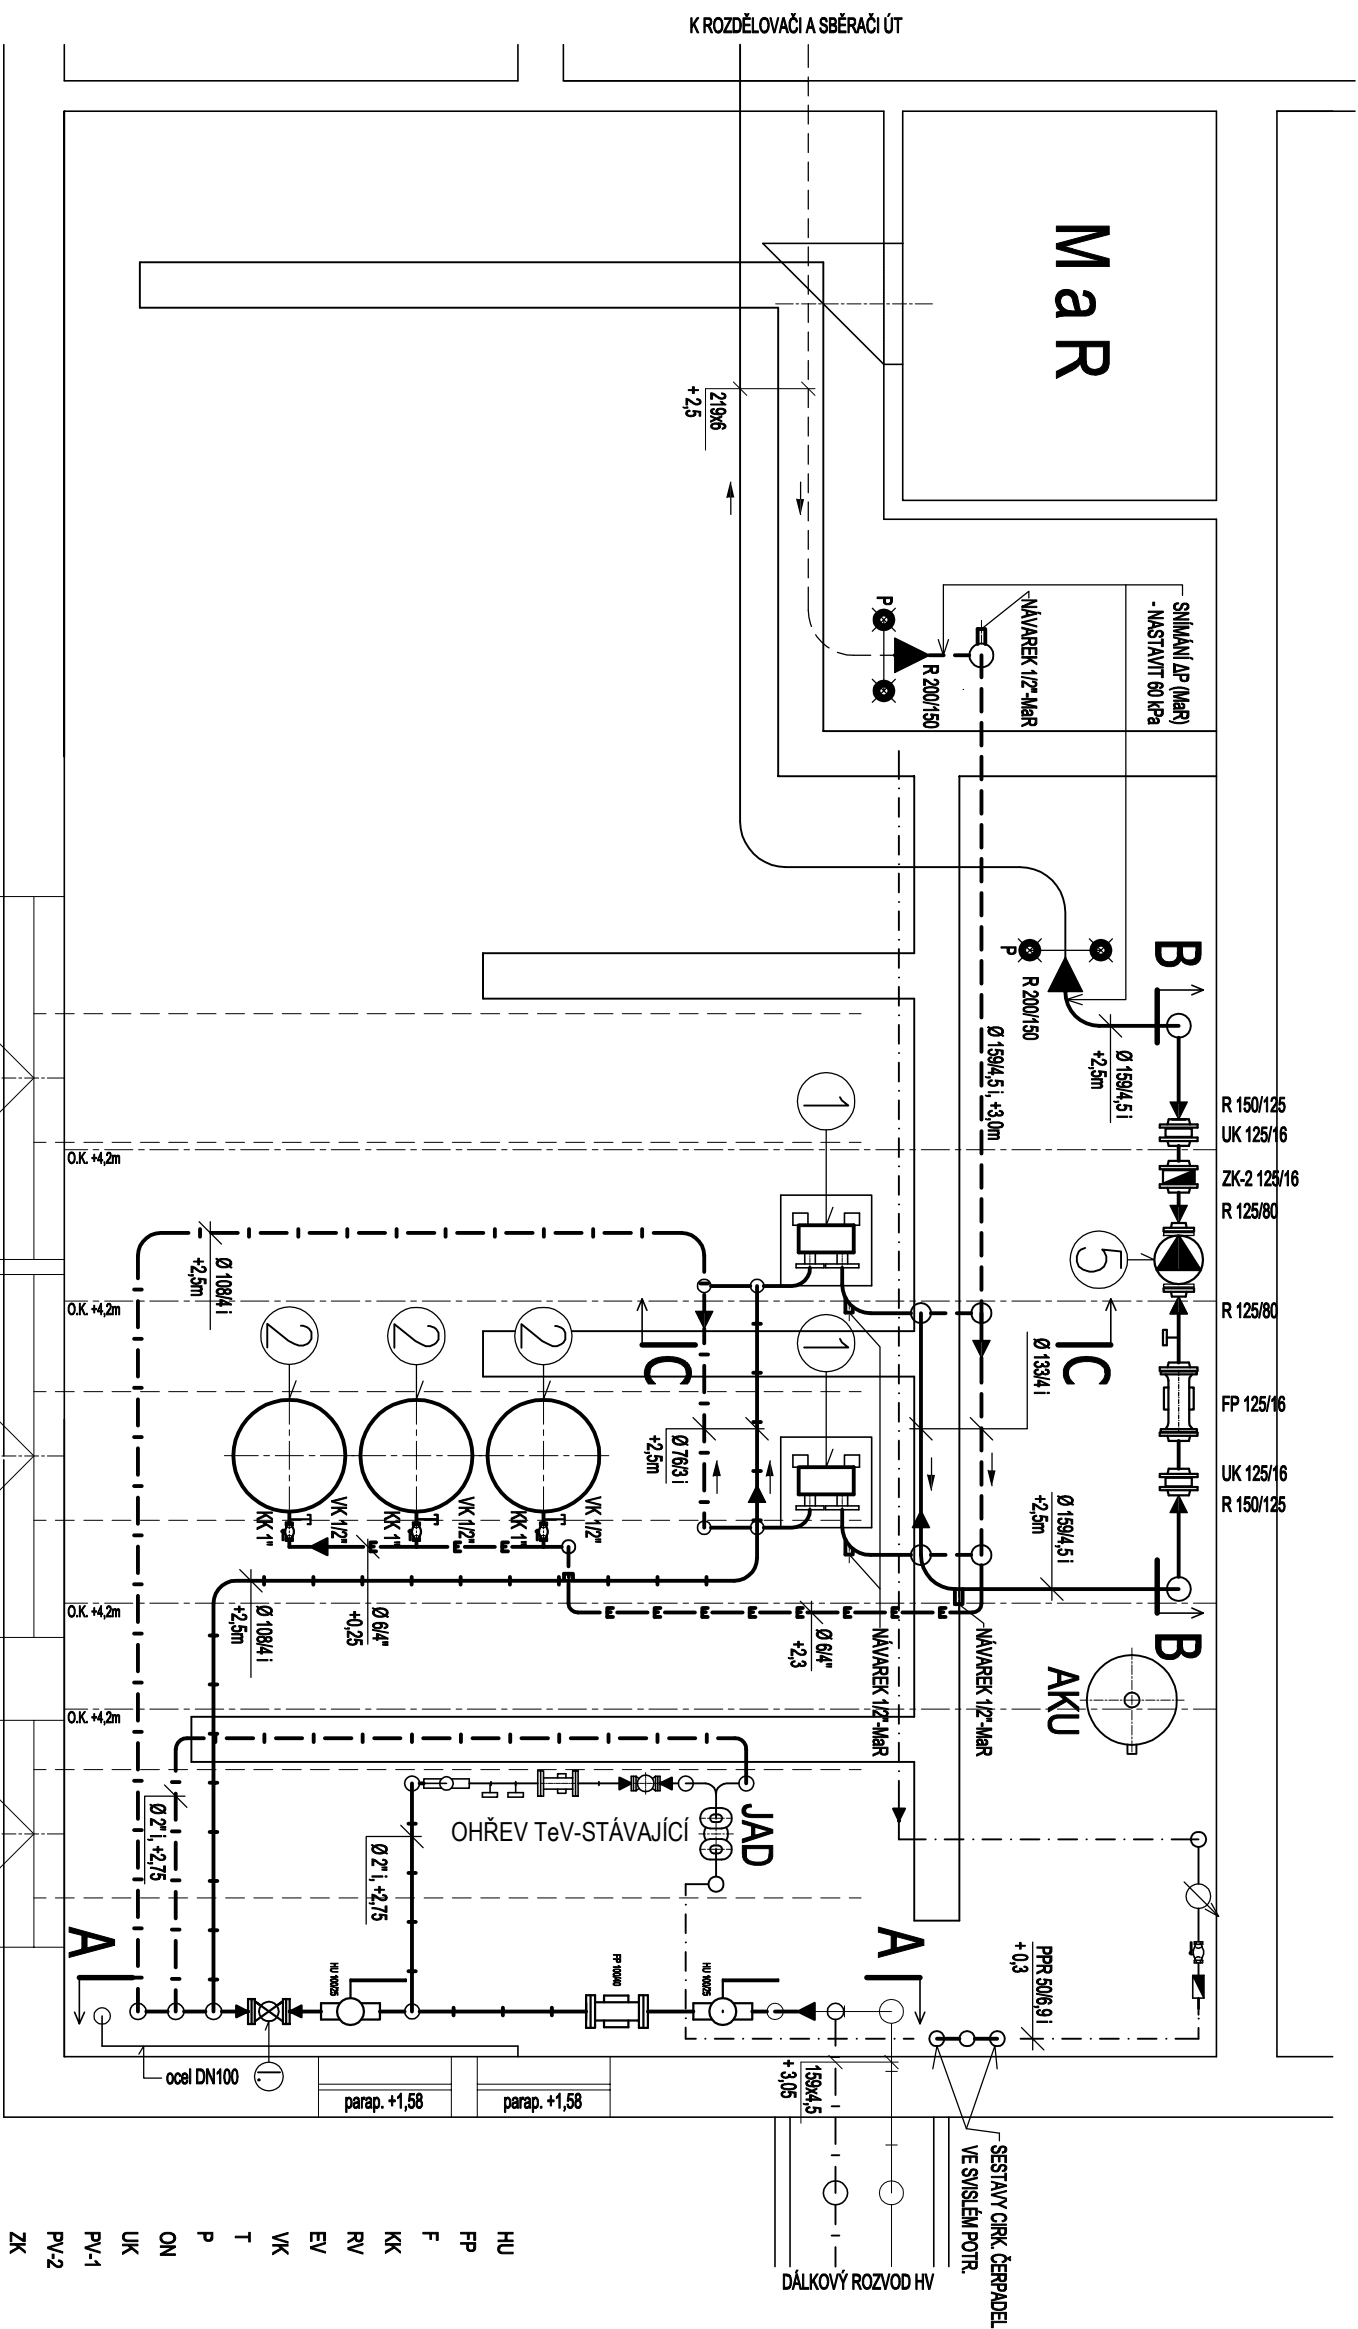 K ROZDĚLOVAČI A SBĚRAČI ÚT
M a R
219x6
+ 2,5
SNÍMÁNÍ ΔP (MaR)
- NASTAVIT 60 kPa
NÁVAREK 1/2"-MaR
P
R 200/150
B
P
R 200/150
Ø 159/4,5 i
+2,5m
Ø 159/4,5 i, +3,0m
R 150/125
UK 125/16
ZK-2 125/16
R 125/80
5
R 125/80
FP 125/16
UK 125/16
R 150/125
1
1
C
C
Ø 133/4 i
Ø 159/4,5 i
+2,5m
B
O.K. +4,2m
O.K. +4,2m
O.K. +4,2m
O.K. +4,2m
Ø 108/4 i
+2,5m
2
2
2
VK 1/2"
KK 1"
VK 1/2"
KK 1"
VK 1/2"
KK 1"
Ø 76/3 i
+2,5m
Ø 108/4 i
+2,5m
Ø 6/4"
+0,25
Ø 6/4"
+2,3
NÁVAREK 1/2"-MaR
NÁVAREK 1/2"-MaR
AKU
JAD
OHŘEV TeV-STÁVAJÍCÍ
Ø 2" i, +2,75
Ø 2" i, +2,75
A
A
HU 100/25
FP 100/40
HU 100/25
PPR 50/6,9 i
+ 0,3
ocel DN100
parap. +1,58
parap. +1,58
159x4,5
+ 3,05
SESTAVY CIRK. ČERPADEL
VE SVISLÉM POTR.
DÁLKOVÝ ROZVOD HV
HU
FP
F
KK
RV
EV
VK
T
P
ON
UK
PV-1
PV-2
ZK